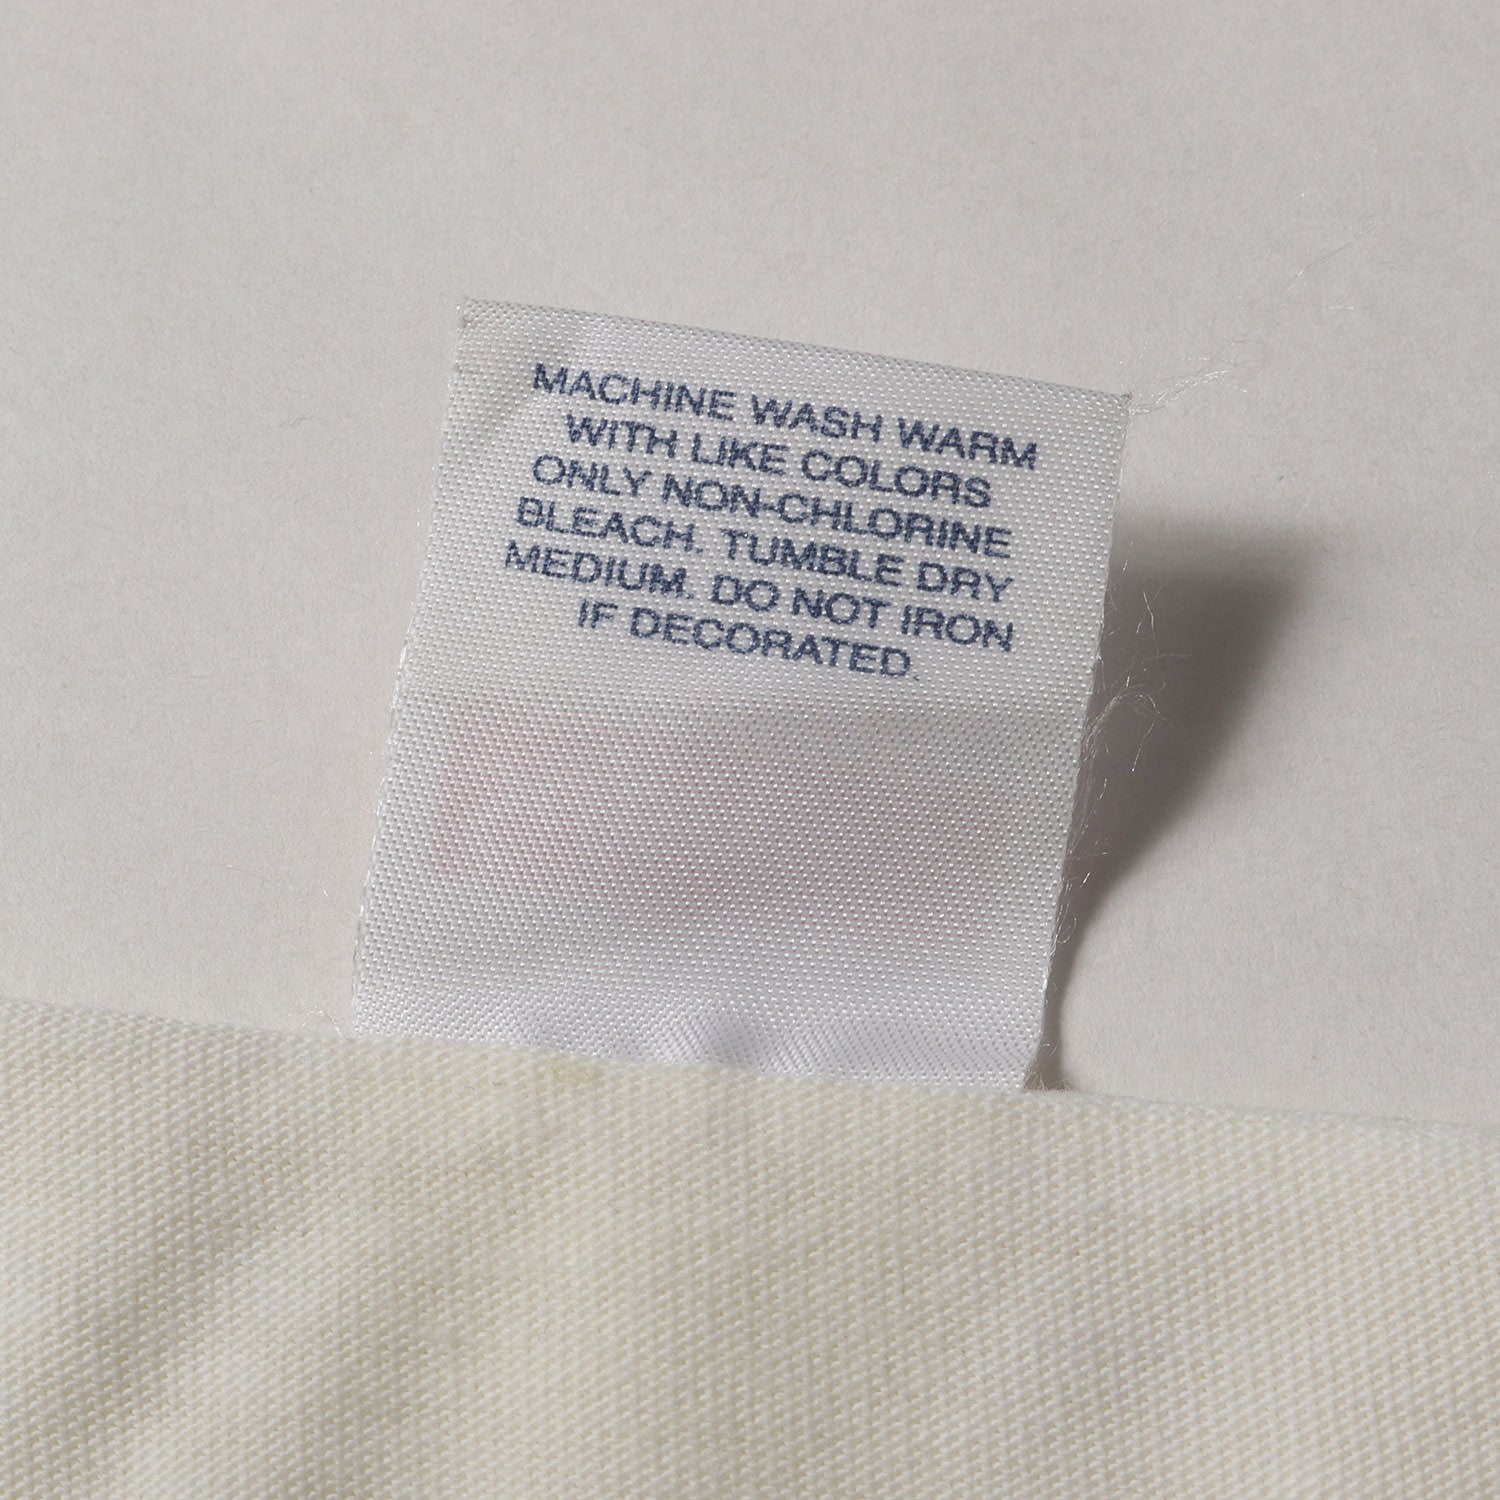 MACHINE WASH WARM
WITH LIKE COLORS
ONLY NON-CHLORINE
BLEACH. TUMBLE DRY
MEDIUM. DO NOT IRON
IF DECORATED.